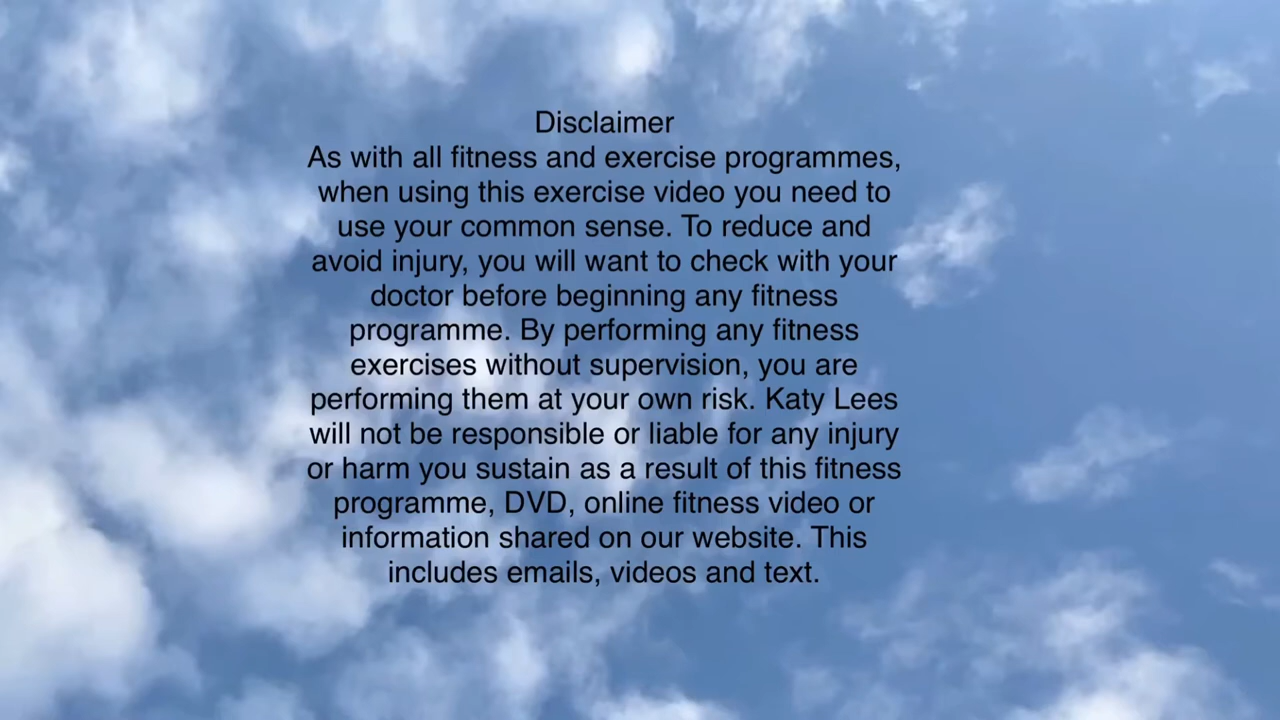 Disclaimer
As with all fitness and exercise programmes,
when using this exercise video you need to
use your common sense. To reduce and
avoid injury, you will want to check with your
doctor before beginning any fitness
programme. By performing any fitness
exercises without supervision, you are
performing them at your own risk. Katy Lees
will not be responsible or liable for any injury
or harm you sustain as a result of this fitness
programme, DVD, online fitness video or
information shared on our website. This
includes emails, videos and text.